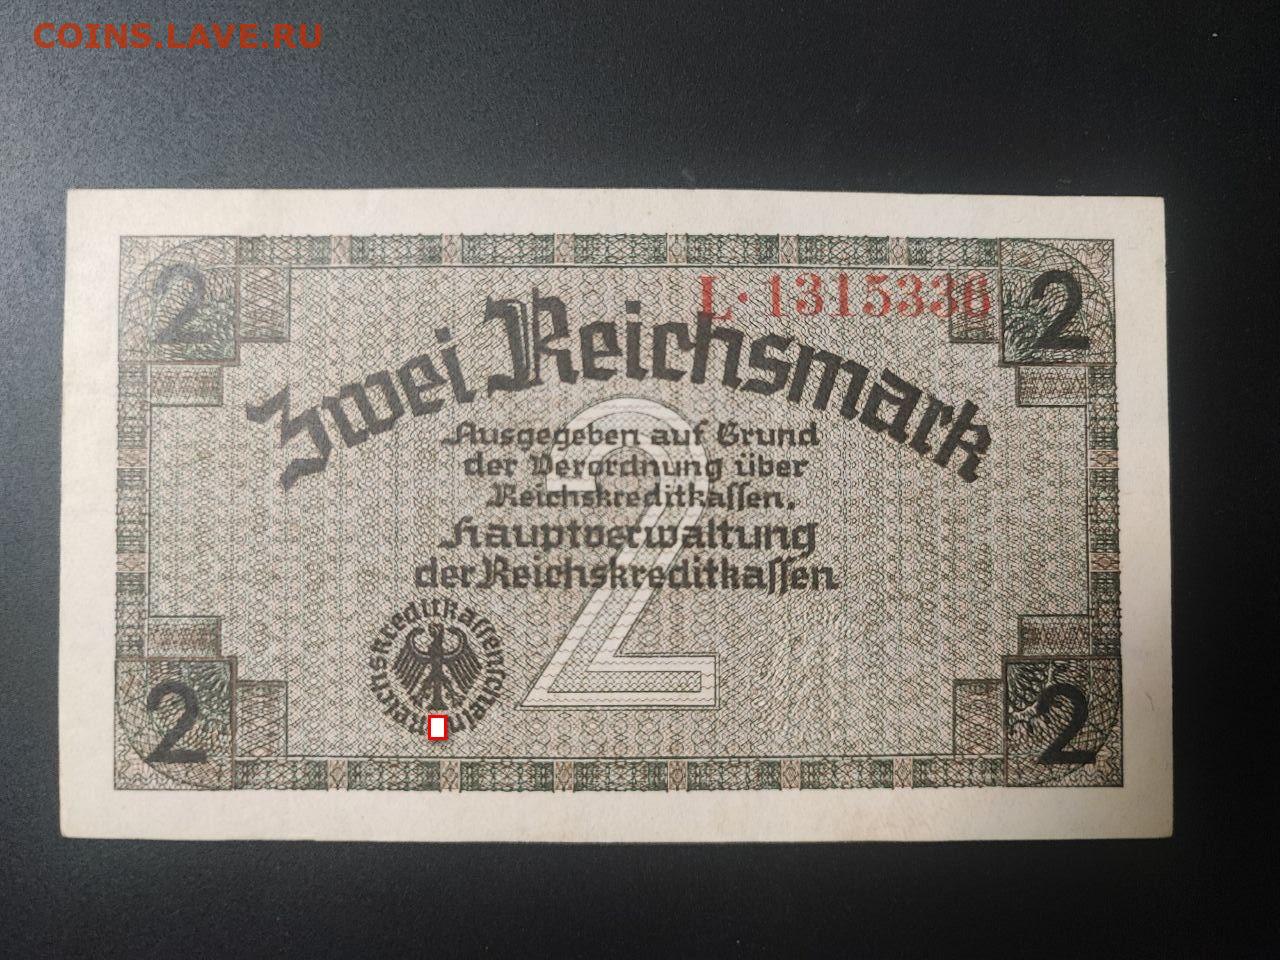 COINS.LAVE.RU
2
L·1315336
2
Zwei Reichsmark
Ausgegeben auf Grund
der Verordnung über
Reichskreditkassen.
Hauptverwaltung
der Reichskreditkassen
2
Reichskreditkassenschein
2
2